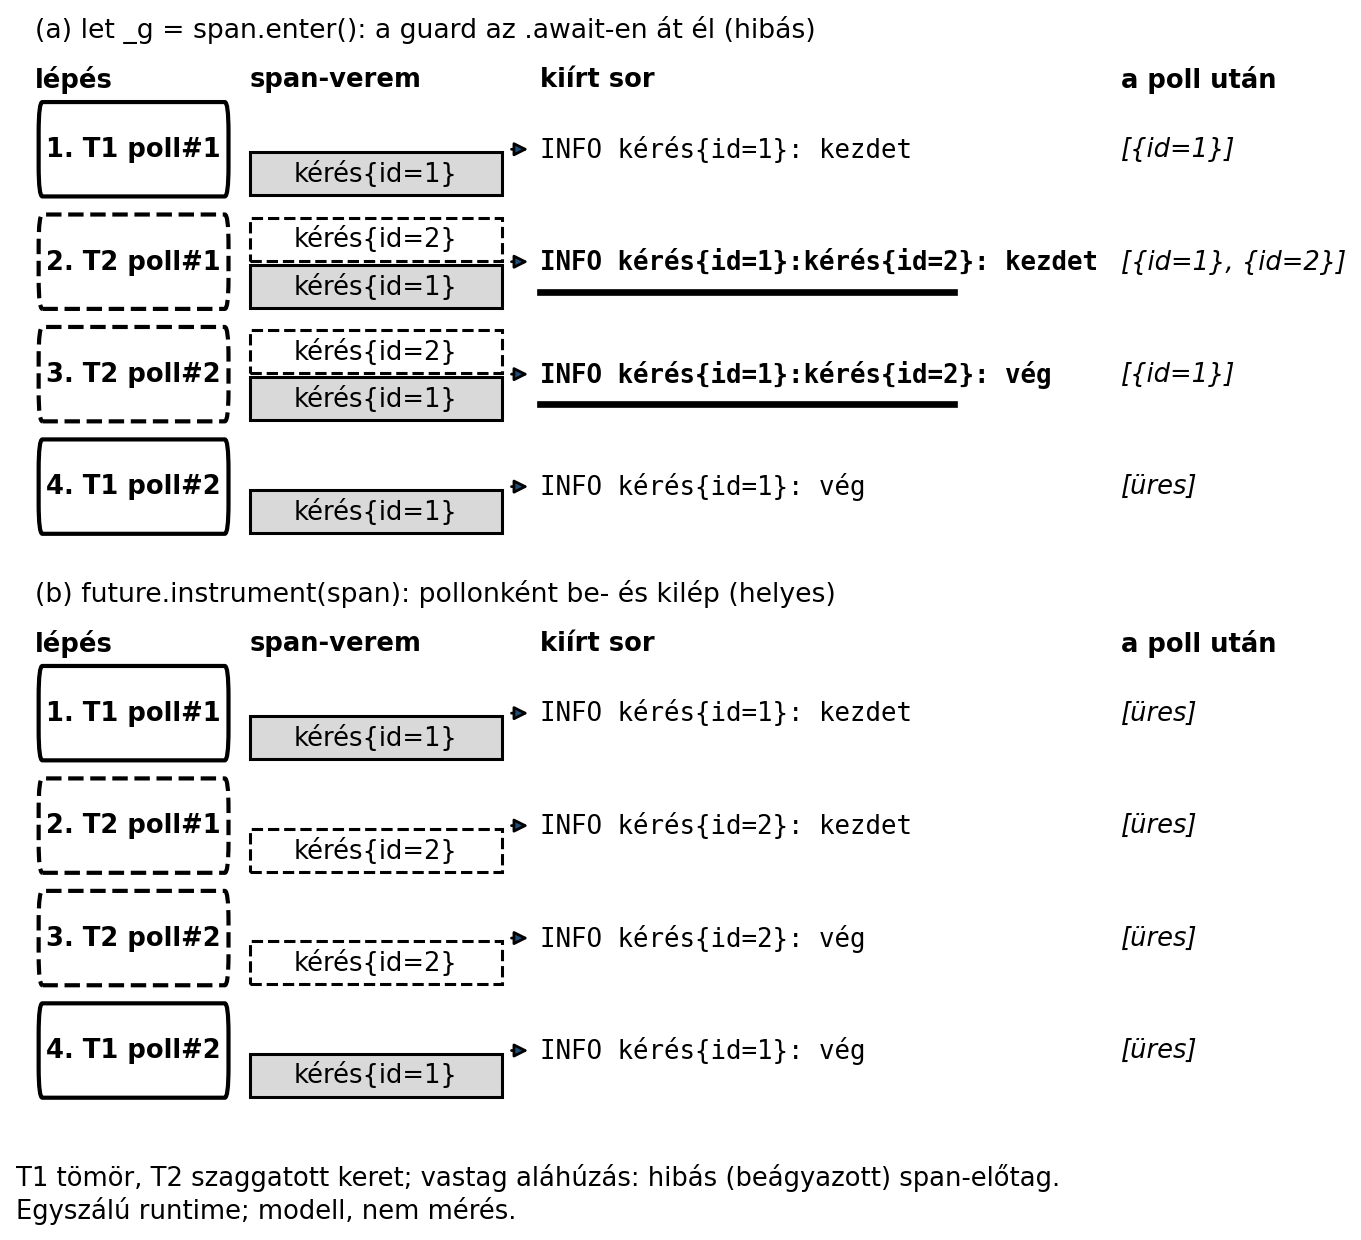 (a) let _g = span.enter(): a guard az .await-en át él (hibás)
lépés span-verem kiírt sor a poll után
1. T1 poll#1 kérés{id=1} INFO kérés{id=1}: kezdet [{id=1}]
kérés{id=2}
2. T2 poll#1 INFO kérés{id=1}:kérés{id=2}: kezdet [{id=1}, {id=2}]
kérés{id=1}
kérés{id=2}
3. T2 poll#2 INFO kérés{id=1}:kérés{id=2}: vég [{id=1}]
kérés{id=1}
4. T1 poll#2 kérés{id=1} INFO kérés{id=1}: vég [üres]
(b) future.instrument(span): pollonként be- és kilép (helyes)
lépés span-verem kiírt sor a poll után
1. T1 poll#1 kérés{id=1} INFO kérés{id=1}: kezdet [üres]
2. T2 poll#1 kérés{id=2} INFO kérés{id=2}: kezdet [üres]
3. T2 poll#2 kérés{id=2} INFO kérés{id=2}: vég [üres]
4. T1 poll#2 kérés{id=1} INFO kérés{id=1}: vég [üres]
T1 tömör, T2 szaggatott keret; vastag aláhúzás: hibás (beágyazott) span-előtag.
Egyszálú runtime; modell, nem mérés.